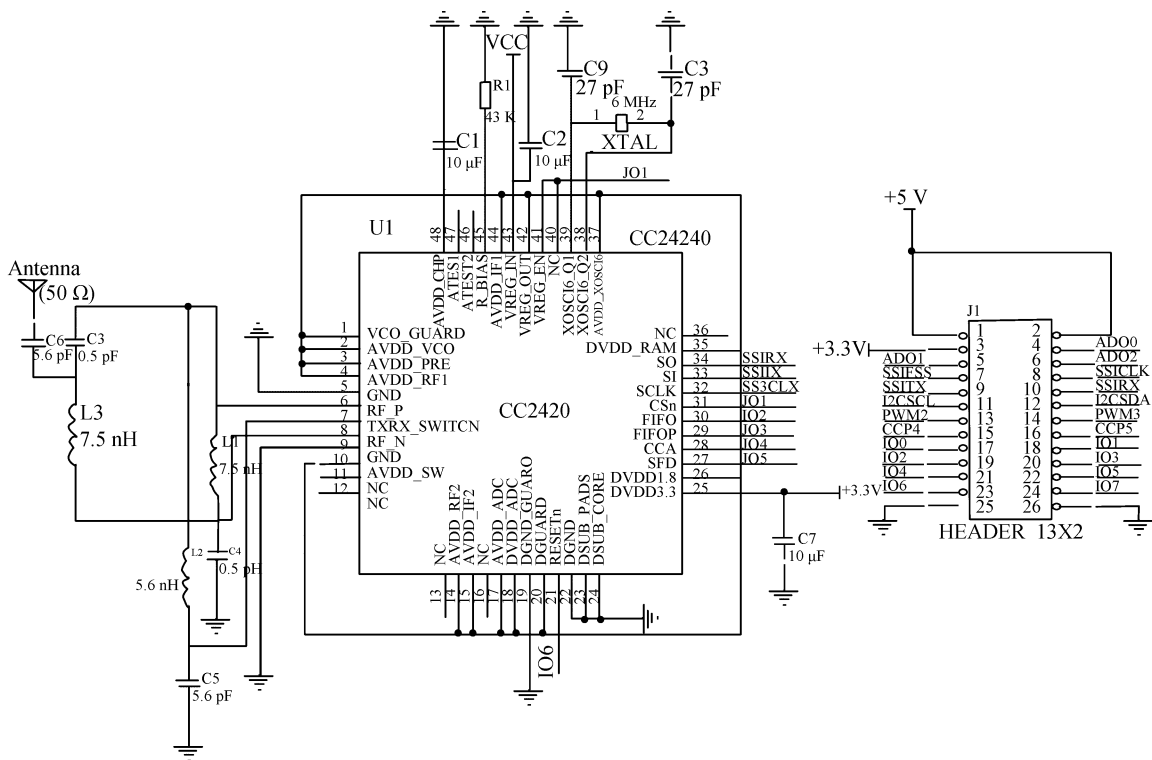 VCC
C9
27 pF
C3
27 pF
R1
43 K
6 MHz
1
2
XTAL
C1
10 µF
C2
10 µF
JO1
U1
CC24240
48
47
46
45
44
43
42
41
40
39
38
37
AVDD_CHP
ATES1
ATEST2
R_BIAS
AVDD_IF1
VREG_IN
VREG_OUT
VREG_EN
NC
XOSCI6_Q1
XOSCI6_Q2
AVDD_XOSCI6
Antenna
(50 Ω)
C6
5.6 pF
C3
0.5 pF
L3
7.5 nH
7.5 nH
L2
5.6 nH
C4
0.5 pH
C5
5.6 pF
1
2
3
4
5
6
7
8
9
10
11
12
VCO_GUARD
AVDD_VCO
AVDD_PRE
AVDD_RF1
GND
RF_P
TXRX_SWITCN
RF_N
GND
AVDD_SW
NC
NC
CC2420
NC 36
DVDD_RAM 35
SO 34 SSIRX
SI 33 SSIIX
SCLK 32 SS3CLX
CSn 31 JO1
FIFO 30 IO2
FIFOP 29 JO3
CCA 28 JO4
SFD 27 JO5
DVDD1.8 26
DVDD3.3 25
+3.3V
C7
10 µF
NC
AVDD_RF2
AVDD_IF2
NC
AVDD_ADC
DVDD_ADC
DGND_GUARO
DGUARD
RESETn
DGND
DSUB_PADS
DSUB_CORE
13
14
15
16
17
18
19
20
21
22
23
24
IO6
+5 V
J1
+3.3V
1 2
3 4 ADO0
ADO1 5 6 ADO2
SSIFSS 7 8 SSICLK
SSITX 9 10 SSIRX
I2CSCL 11 12 I2CSDA
PWM2 13 14 PWM3
CCP4 15 16 CCP5
IO0 17 18 IO1
IO2 19 20 IO3
IO4 21 22 IO5
IO6 23 24 IO7
25 26
HEADER 13X2